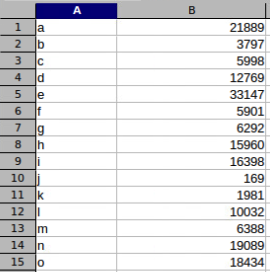 A B
1 a 21889
2 b 3797
3 c 5998
4 d 12769
5 e 33147
6 f 5901
7 g 6292
8 h 15960
9 i 16398
10 j 169
11 k 1981
12 l 10032
13 m 6388
14 n 19089
15 o 18434